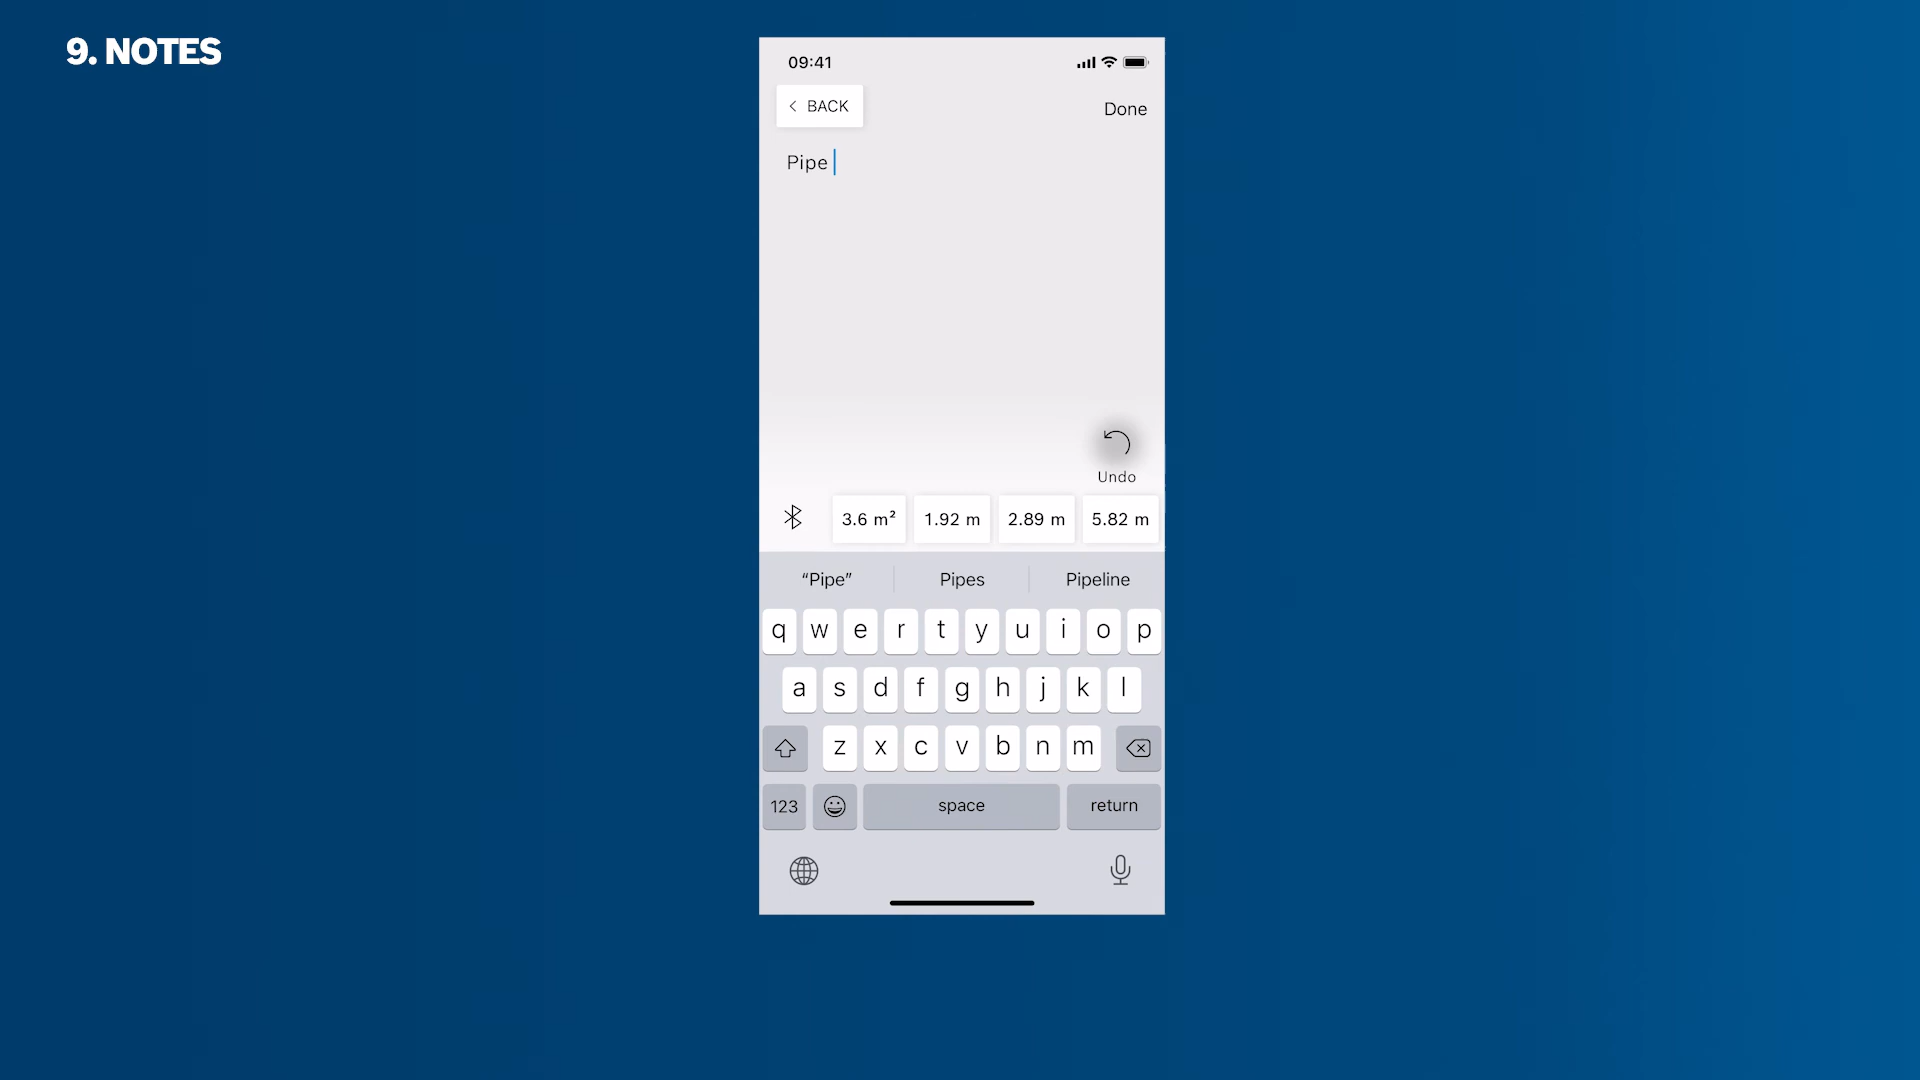 9. NOTES
09:41
BACK
Done
Pipe
Undo
3.6 m² 1.92 m 2.89 m 5.82 m
“Pipe” Pipes Pipeline
q w e r t y u i o p
a s d f g h j k l
z x c v b n m
123 space return